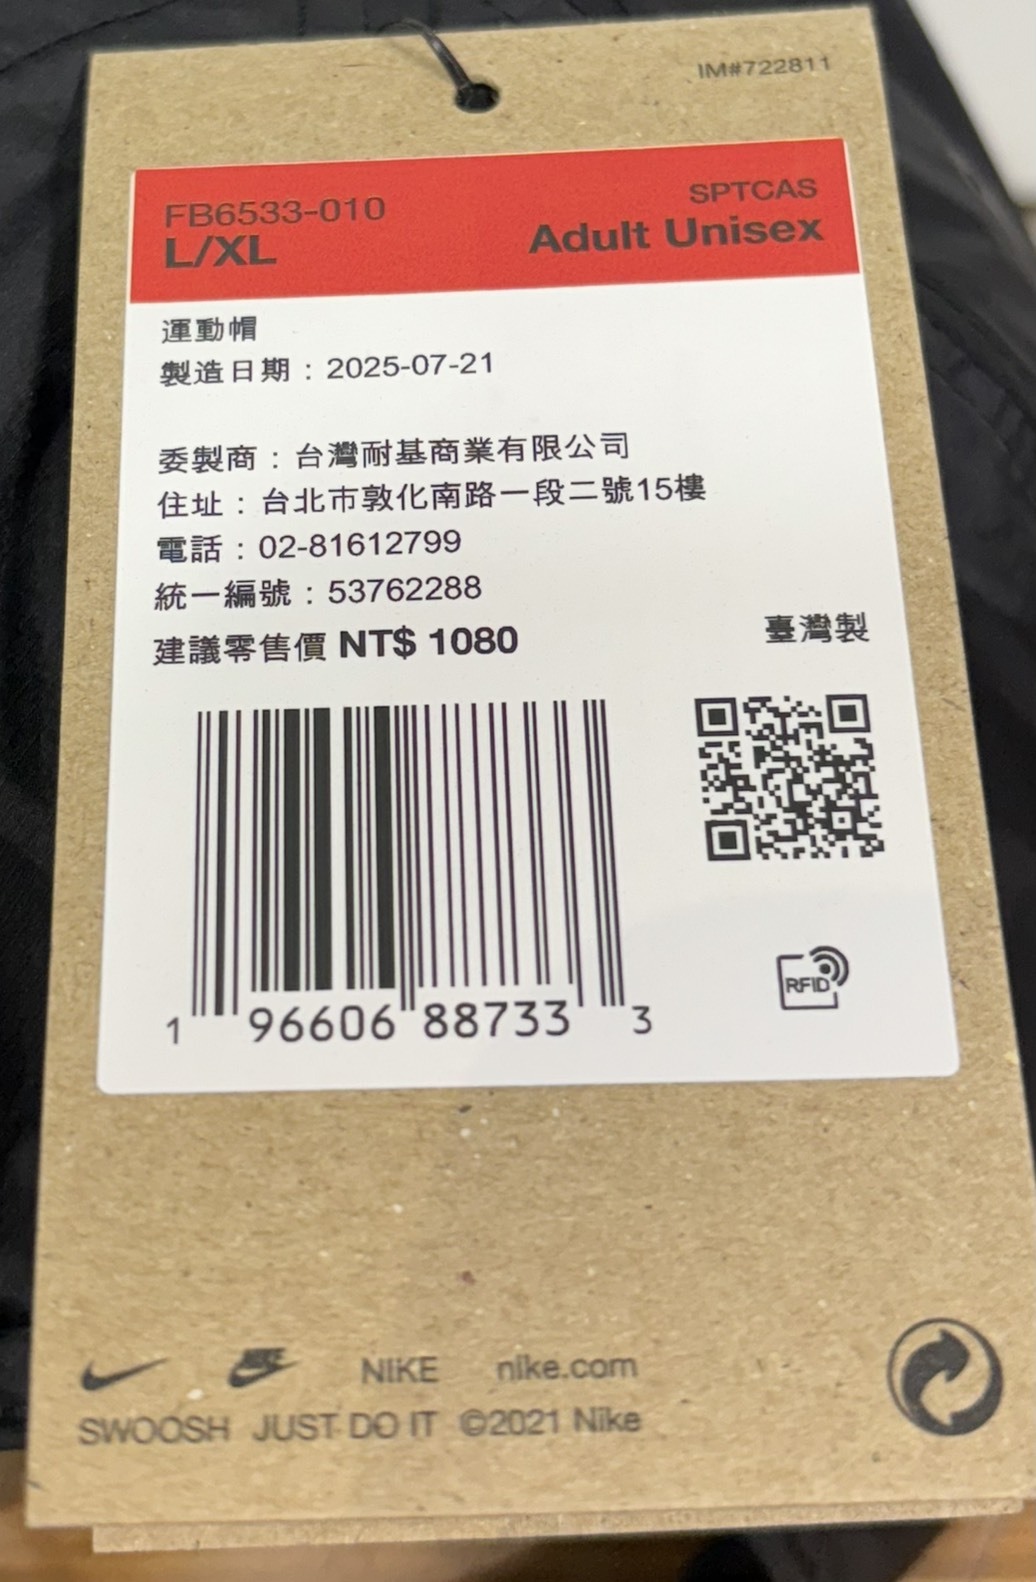 IM#722811
FB6533-010
SPTCAS
L/XL
Adult Unisex
運動帽
製造日期：2025-07-21
委製商：台灣耐基商業有限公司
住址：台北市敦化南路一段二號15樓
電話：02-81612799
統一編號：53762288
建議零售價 NT$ 1080
臺灣製
RFID
1 96606 88733 3
NIKE nike.com
SWOOSH JUST DO IT ©2021 Nike